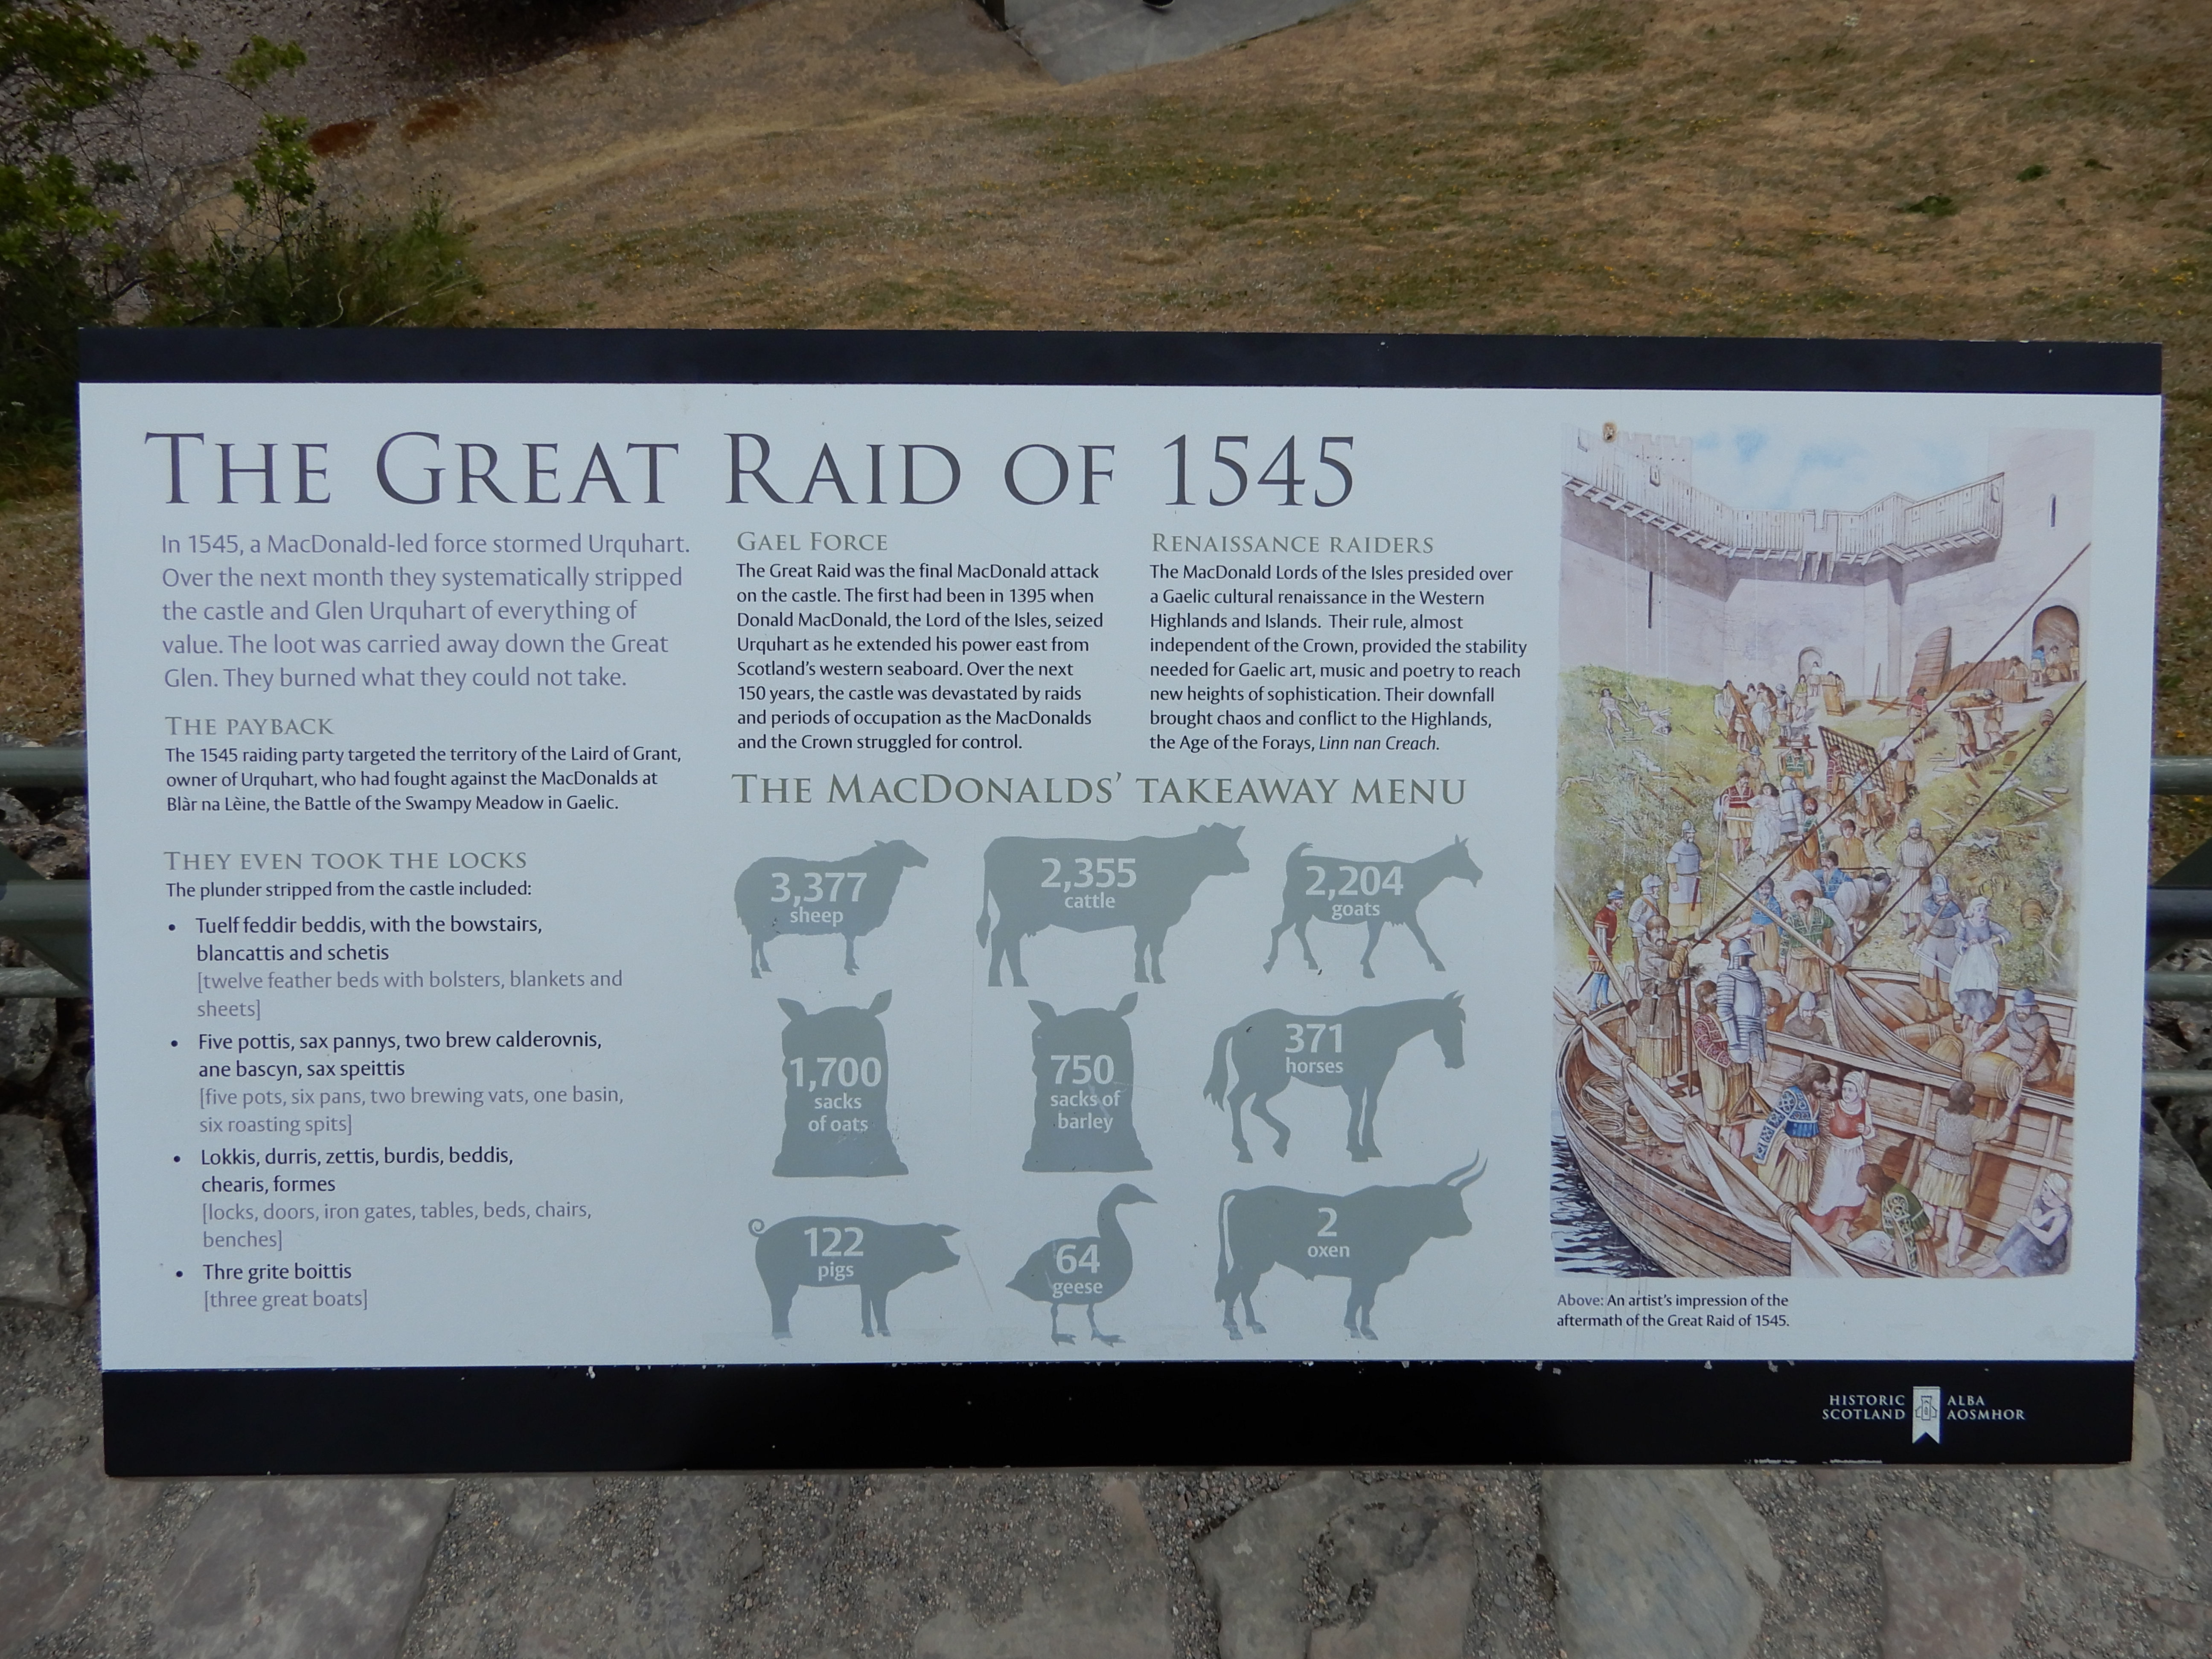 THE GREAT RAID OF 1545
In 1545, a MacDonald-led force stormed Urquhart.
Over the next month they systematically stripped
the castle and Glen Urquhart of everything of
value. The loot was carried away down the Great
Glen. They burned what they could not take.
THE PAYBACK
The 1545 raiding party targeted the territory of the Laird of Grant,
owner of Urquhart, who had fought against the MacDonalds at
Blàr na Lèine, the Battle of the Swampy Meadow in Gaelic.
THEY EVEN TOOK THE LOCKS
The plunder stripped from the castle included:
• Tuelf feddir beddis, with the bowstairs,
blancattis and schetis
[twelve feather beds with bolsters, blankets and
sheets]
• Five pottis, sax pannys, two brew calderovnis,
ane bascyn, sax speittis
[five pots, six pans, two brewing vats, one basin,
six roasting spits]
• Lokkis, durris, zettis, burdis, beddis,
chearis, formes
[locks, doors, iron gates, tables, beds, chairs,
benches]
• Thre grite boittis
[three great boats]
GAEL FORCE
The Great Raid was the final MacDonald attack
on the castle. The first had been in 1395 when
Donald MacDonald, the Lord of the Isles, seized
Urquhart as he extended his power east from
Scotland's western seaboard. Over the next
150 years, the castle was devastated by raids
and periods of occupation as the MacDonalds
and the Crown struggled for control.
RENAISSANCE RAIDERS
The MacDonald Lords of the Isles presided over
a Gaelic cultural renaissance in the Western
Highlands and Islands. Their rule, almost
independent of the Crown, provided the stability
needed for Gaelic art, music and poetry to reach
new heights of sophistication. Their downfall
brought chaos and conflict to the Highlands,
the Age of the Forays, Linn nan Creach.
THE MACDONALDS' TAKEAWAY MENU
3,377
sheep
2,355
cattle
2,204
goats
1,700
sacks
of oats
750
sacks of
barley
371
horses
122
pigs
64
geese
2
oxen
Above: An artist's impression of the
aftermath of the Great Raid of 1545.
HISTORIC
SCOTLAND
ALBA
AOSMHOR